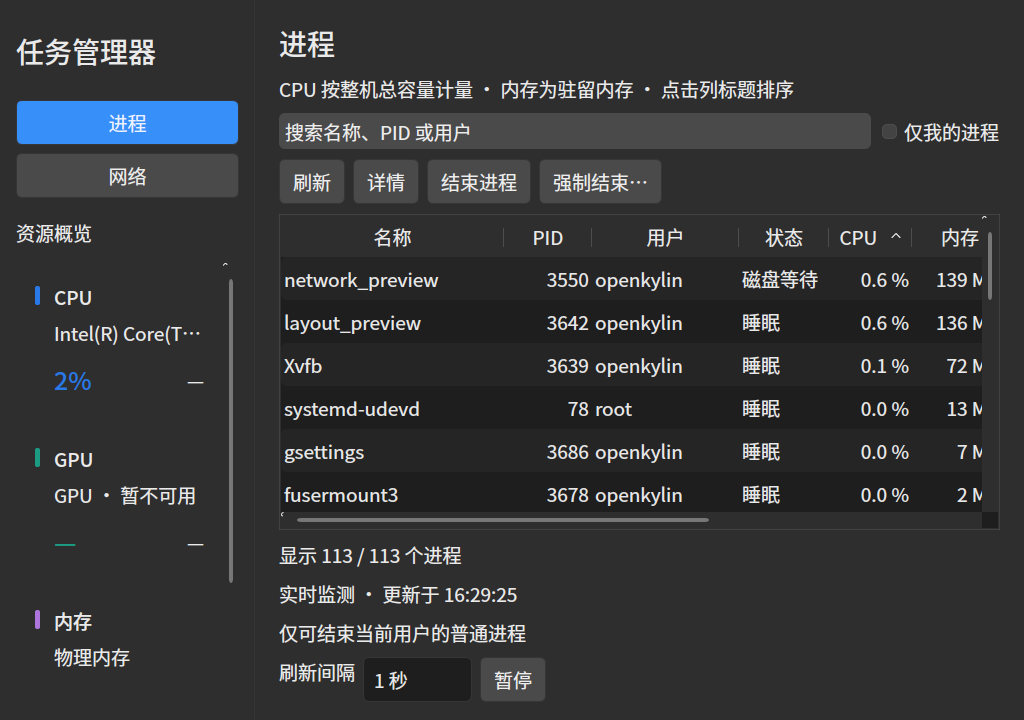 任务管理器
进程
网络
资源概览
CPU
Intel(R) Core(T…
2% —
GPU
GPU · 暂不可用
— —
内存
物理内存
进程
CPU 按整机总容量计量 · 内存为驻留内存 · 点击列标题排序
搜索名称、PID 或用户 仅我的进程
刷新 详情 结束进程 强制结束…
名称 PID 用户 状态 CPU 内存
network_preview 3550 openkylin 磁盘等待 0.6 % 139 M
layout_preview 3642 openkylin 睡眠 0.6 % 136 M
Xvfb 3639 openkylin 睡眠 0.1 % 72 M
systemd-udevd 78 root 睡眠 0.0 % 13 M
gsettings 3686 openkylin 睡眠 0.0 % 7 M
fusermount3 3678 openkylin 睡眠 0.0 % 2 M
显示 113 / 113 个进程
实时监测 · 更新于 16:29:25
仅可结束当前用户的普通进程
刷新间隔 1 秒 暂停